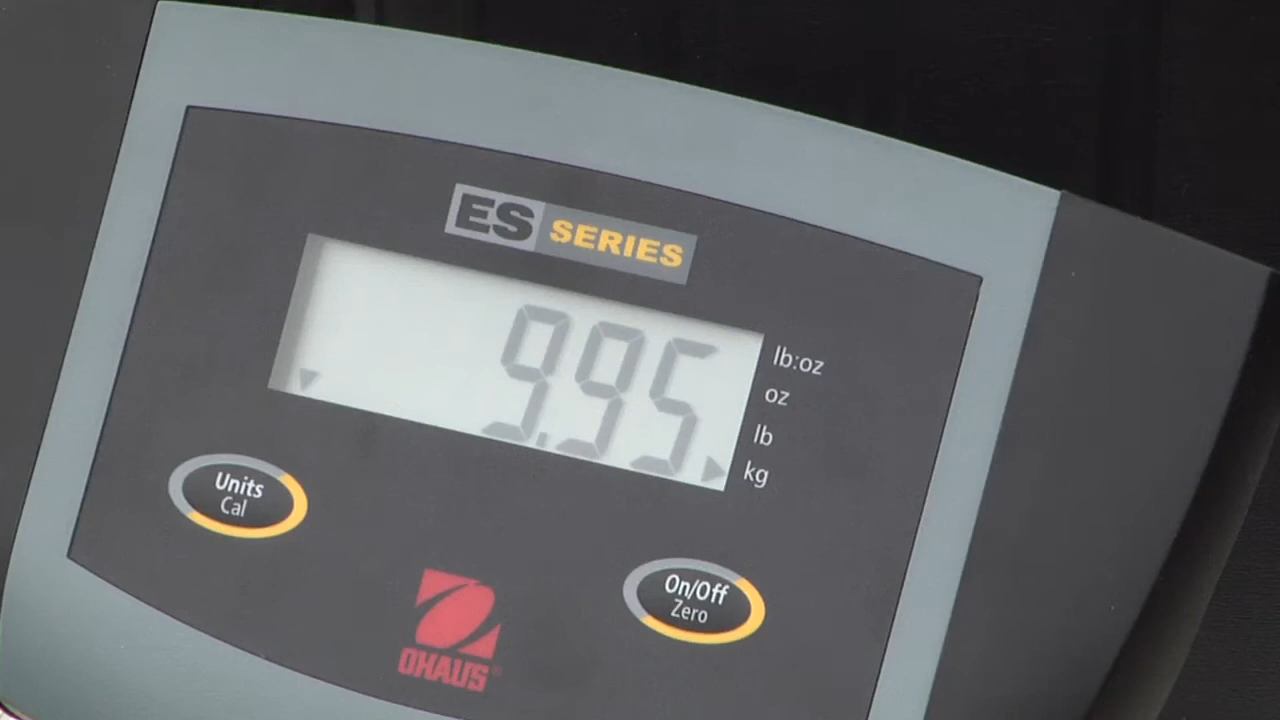 ES SERIES
9.95
lb:oz
oz
lb
kg
Units
Cal
On/Off
Zero
OHAUS®